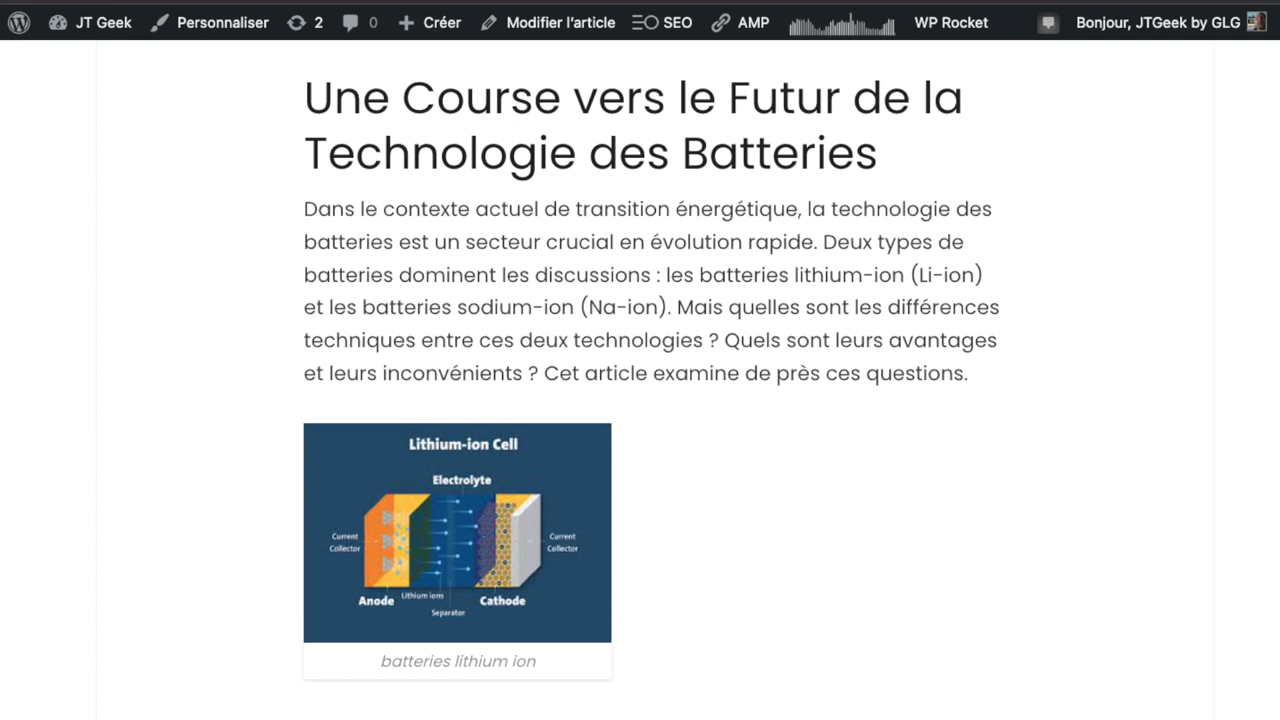 JT Geek Personnaliser 2 0 Créer Modifier l'article SEO AMP WP Rocket Bonjour, JTGeek by GLG
Une Course vers le Futur de la
Technologie des Batteries
Dans le contexte actuel de transition énergétique, la technologie des
batteries est un secteur crucial en évolution rapide. Deux types de
batteries dominent les discussions : les batteries lithium-ion (Li-ion)
et les batteries sodium-ion (Na-ion). Mais quelles sont les différences
techniques entre ces deux technologies ? Quels sont leurs avantages
et leurs inconvénients ? Cet article examine de près ces questions.
Lithium-ion Cell
Electrolyte
Current
Collector
Current
Collector
Anode
Lithium ions
Separator
Cathode
batteries lithium ion